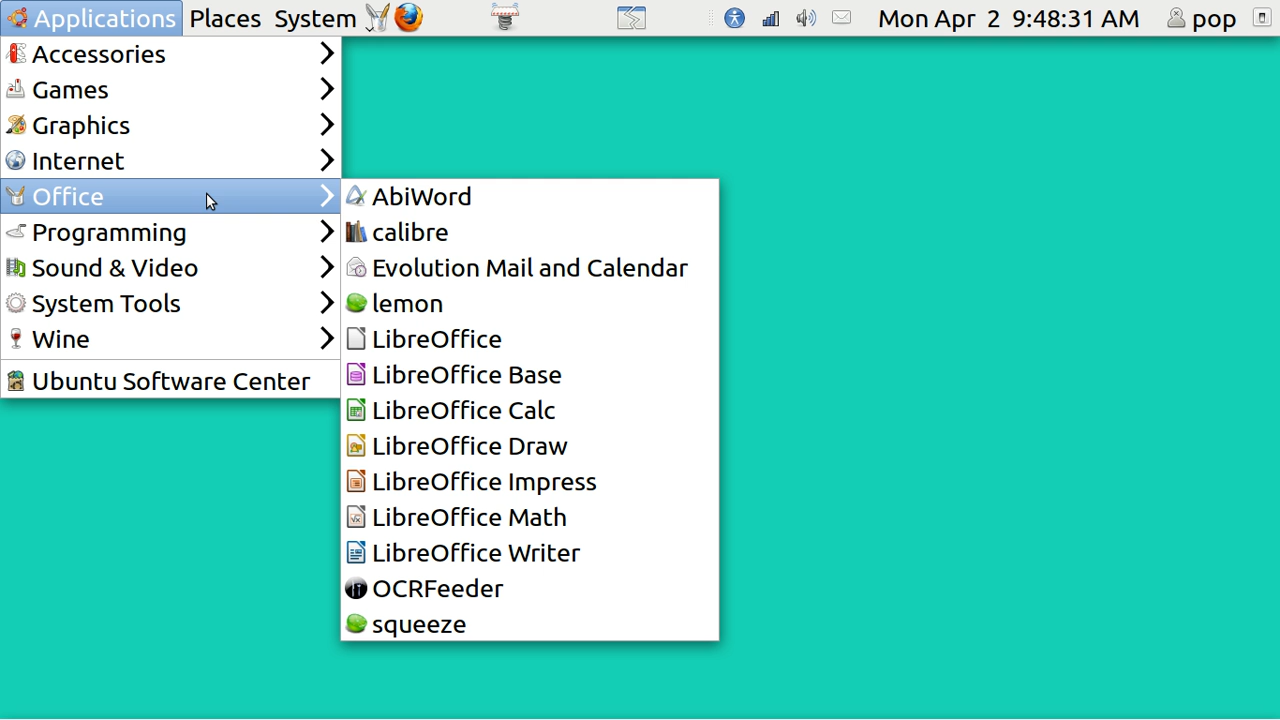 Applications Places System Mon Apr 2 9:48:31 AM pop
Accessories
Games
Graphics
Internet
Office
Programming
Sound & Video
System Tools
Wine
Ubuntu Software Center
AbiWord
calibre
Evolution Mail and Calendar
lemon
LibreOffice
LibreOffice Base
LibreOffice Calc
LibreOffice Draw
LibreOffice Impress
LibreOffice Math
LibreOffice Writer
OCRFeeder
squeeze